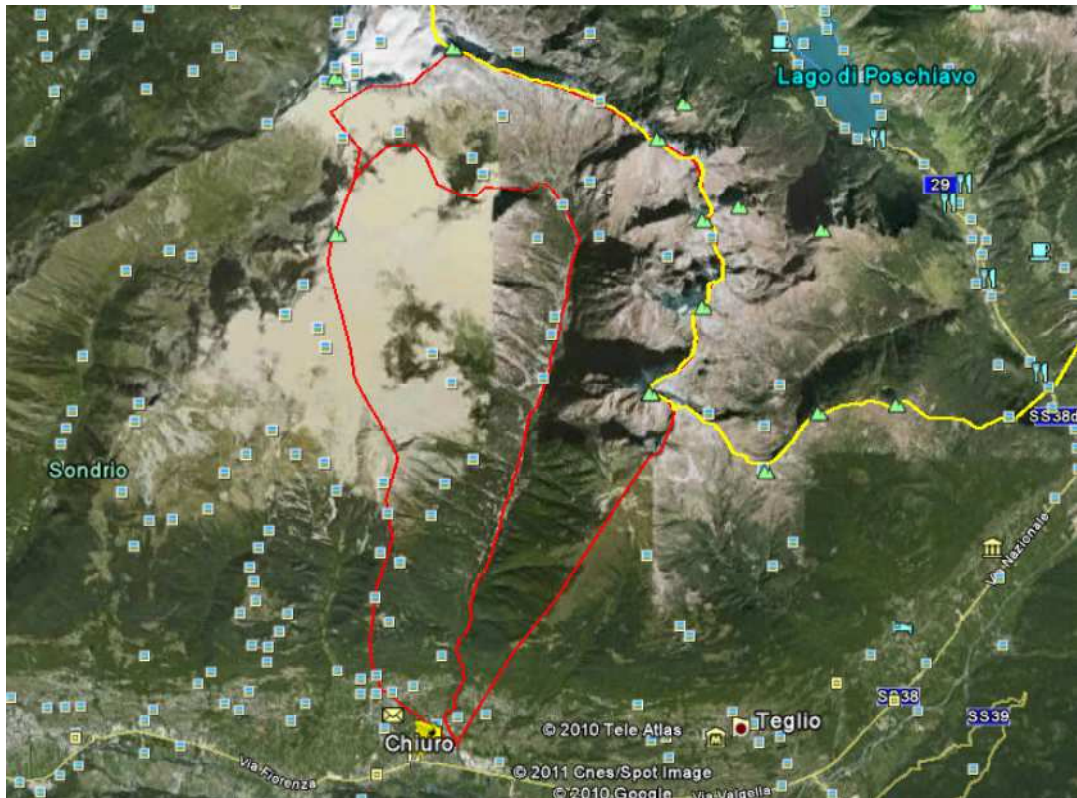 Lago di Poschiavo
29
SS38d
Sondrio
Via Nazionale
SS38
SS39
© 2010 Tele Atlas
Teglio
Chiuro
Via Fiorenza
© 2011 Cnes/Spot Image
© 2010 Google
Via Valgella